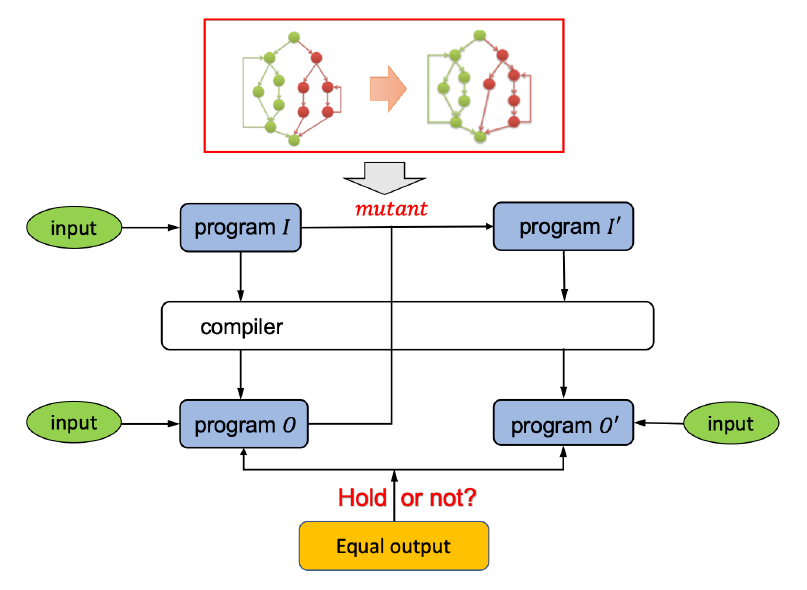 mutant
input
program I
program I′
compiler
input
program O
program O′
input
Hold or not?
Equal output